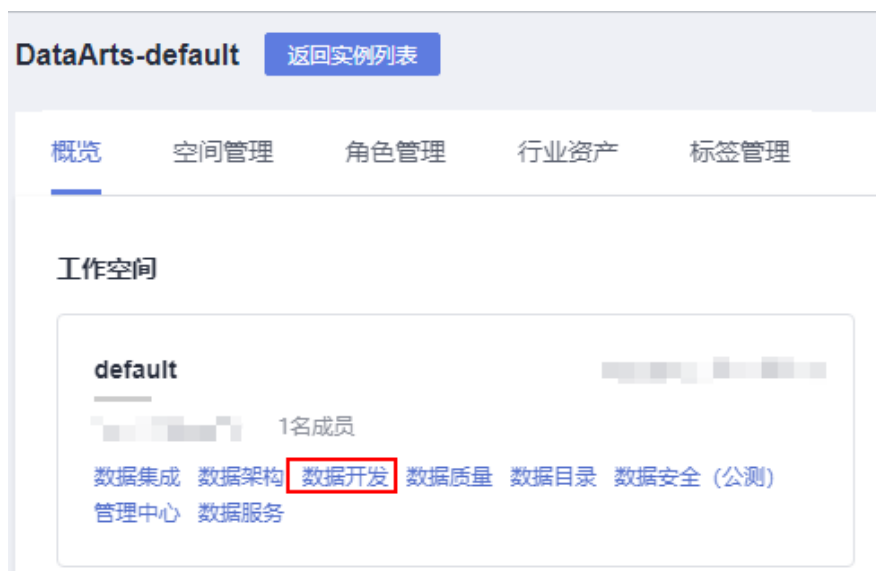 DataArts-default 返回实例列表
概览 空间管理 角色管理 行业资产 标签管理
工作空间
default
1名成员
数据集成 数据架构 数据开发 数据质量 数据目录 数据安全（公测）
管理中心 数据服务